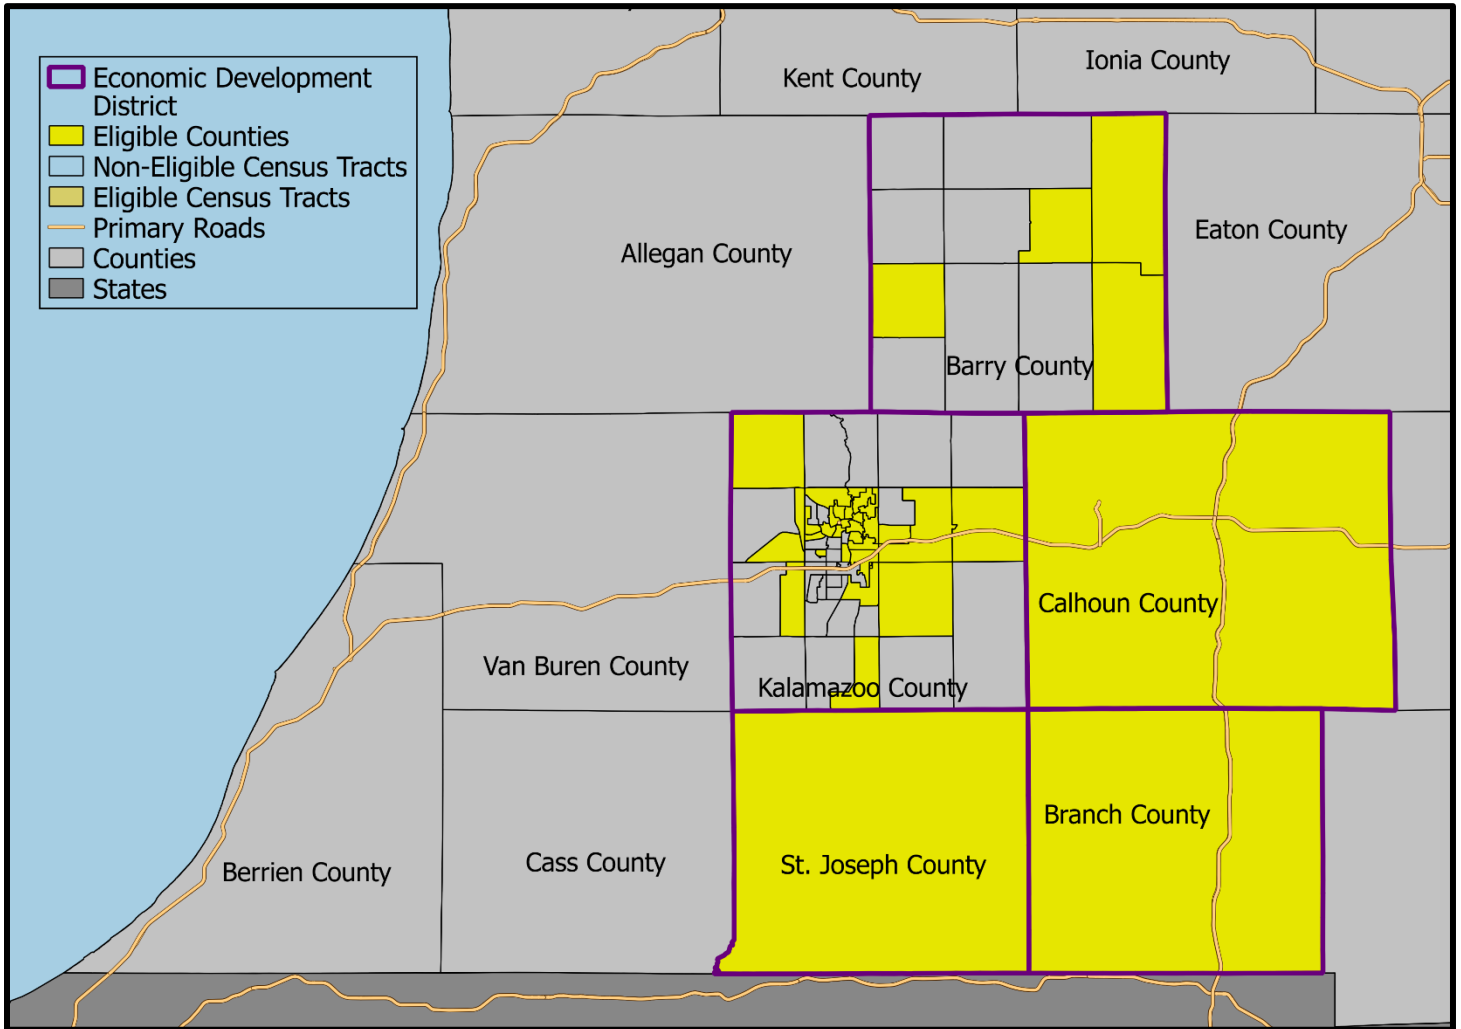 Economic Development
District
Eligible Counties
Non-Eligible Census Tracts
Eligible Census Tracts
Primary Roads
Counties
States
Kent County
Ionia County
Allegan County
Eaton County
Barry County
Calhoun County
Van Buren County
Kalamazoo County
Branch County
Berrien County
Cass County
St. Joseph County